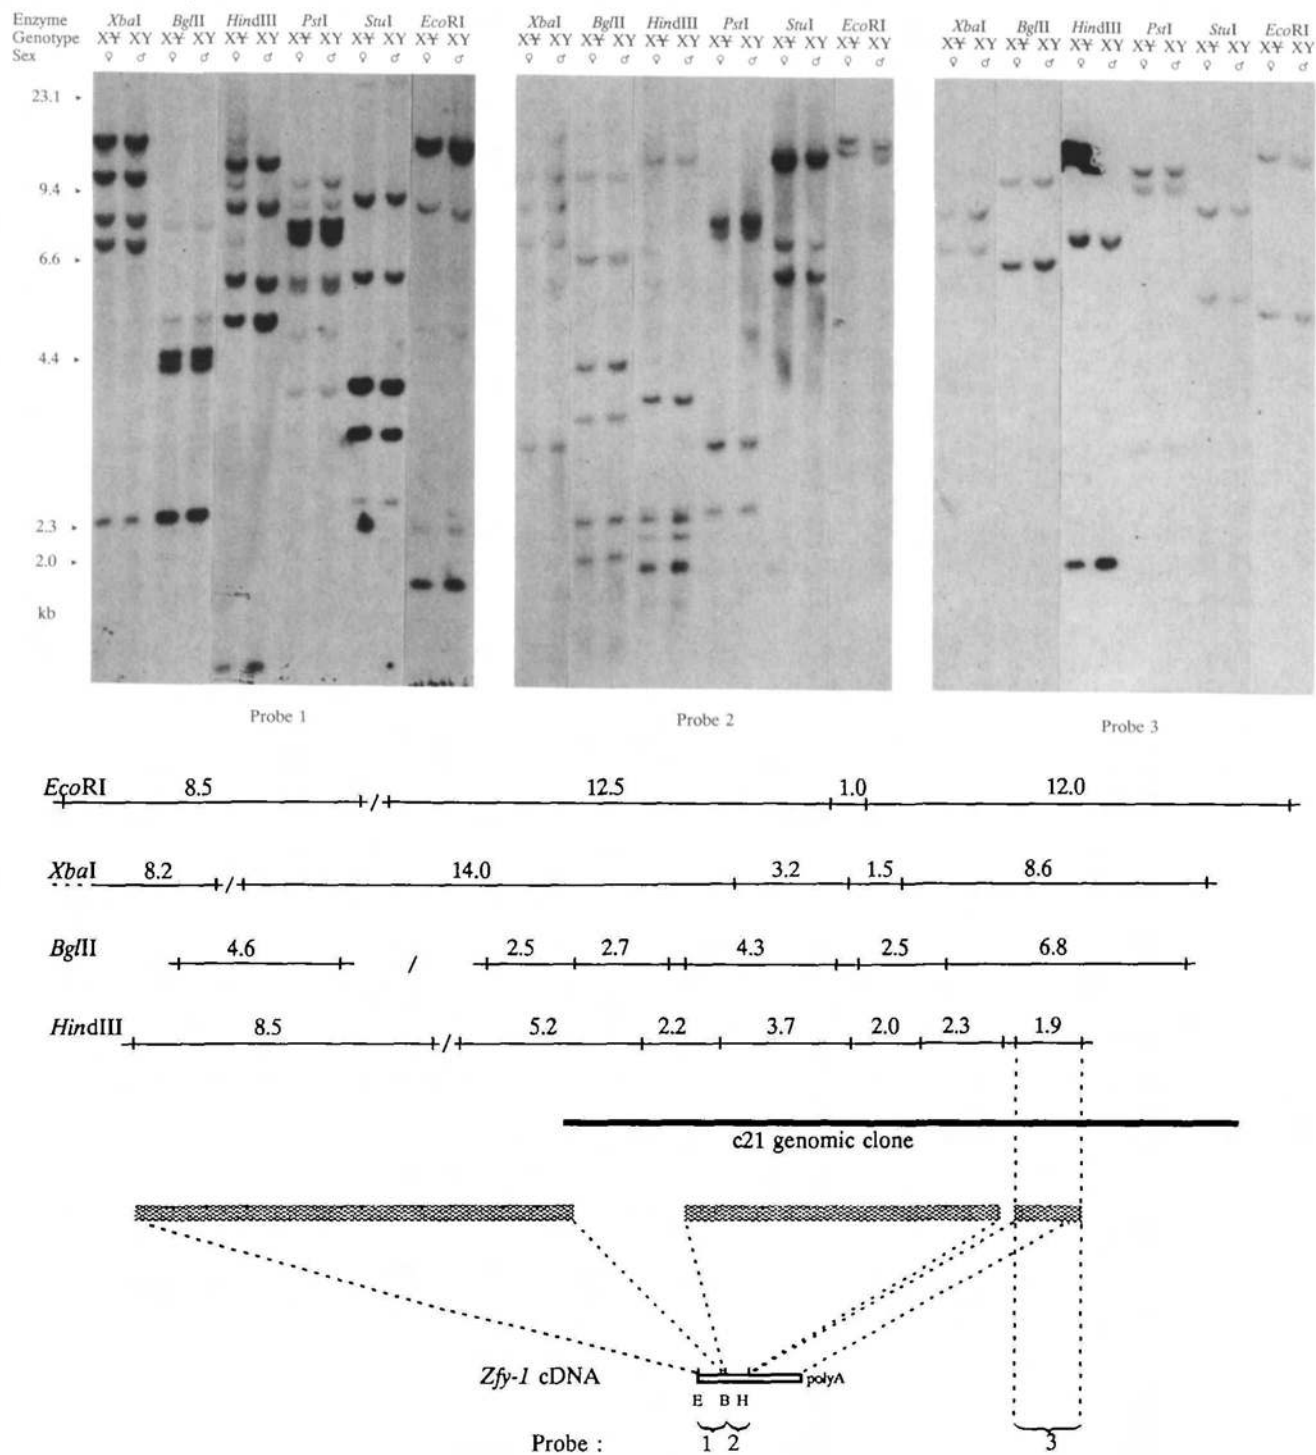 Enzyme XbaI BglII HindIII PstI StuI EcoRI XbaI BglII HindIII PstI StuI EcoRI XbaI BglII HindIII PstI StuI EcoRI
Genotype XY XY XY XY XY XY XY XY XY XY XY XY XY XY XY XY XY XY XY XY XY XY XY XY XY XY XY XY XY XY XY XY XY XY XY XY
Sex ♀ ♂ ♀ ♂ ♀ ♂ ♀ ♂ ♀ ♂ ♀ ♂ ♀ ♂ ♀ ♂ ♀ ♂ ♀ ♂ ♀ ♂ ♀ ♂ ♀ ♂ ♀ ♂ ♀ ♂ ♀ ♂ ♀ ♂ ♀ ♂
23.1
9.4
6.6
4.4
2.3
2.0
kb
Probe 1 Probe 2 Probe 3
EcoRI 8.5 / 12.5 1.0 12.0
XbaI 8.2 / 14.0 3.2 1.5 8.6
BglII 4.6 / 2.5 2.7 4.3 2.5 6.8
HindIII 8.5 / 5.2 2.2 3.7 2.0 2.3 1.9
c21 genomic clone
Zfy-1 cDNA polyA
E B H
Probe : 1 2 3